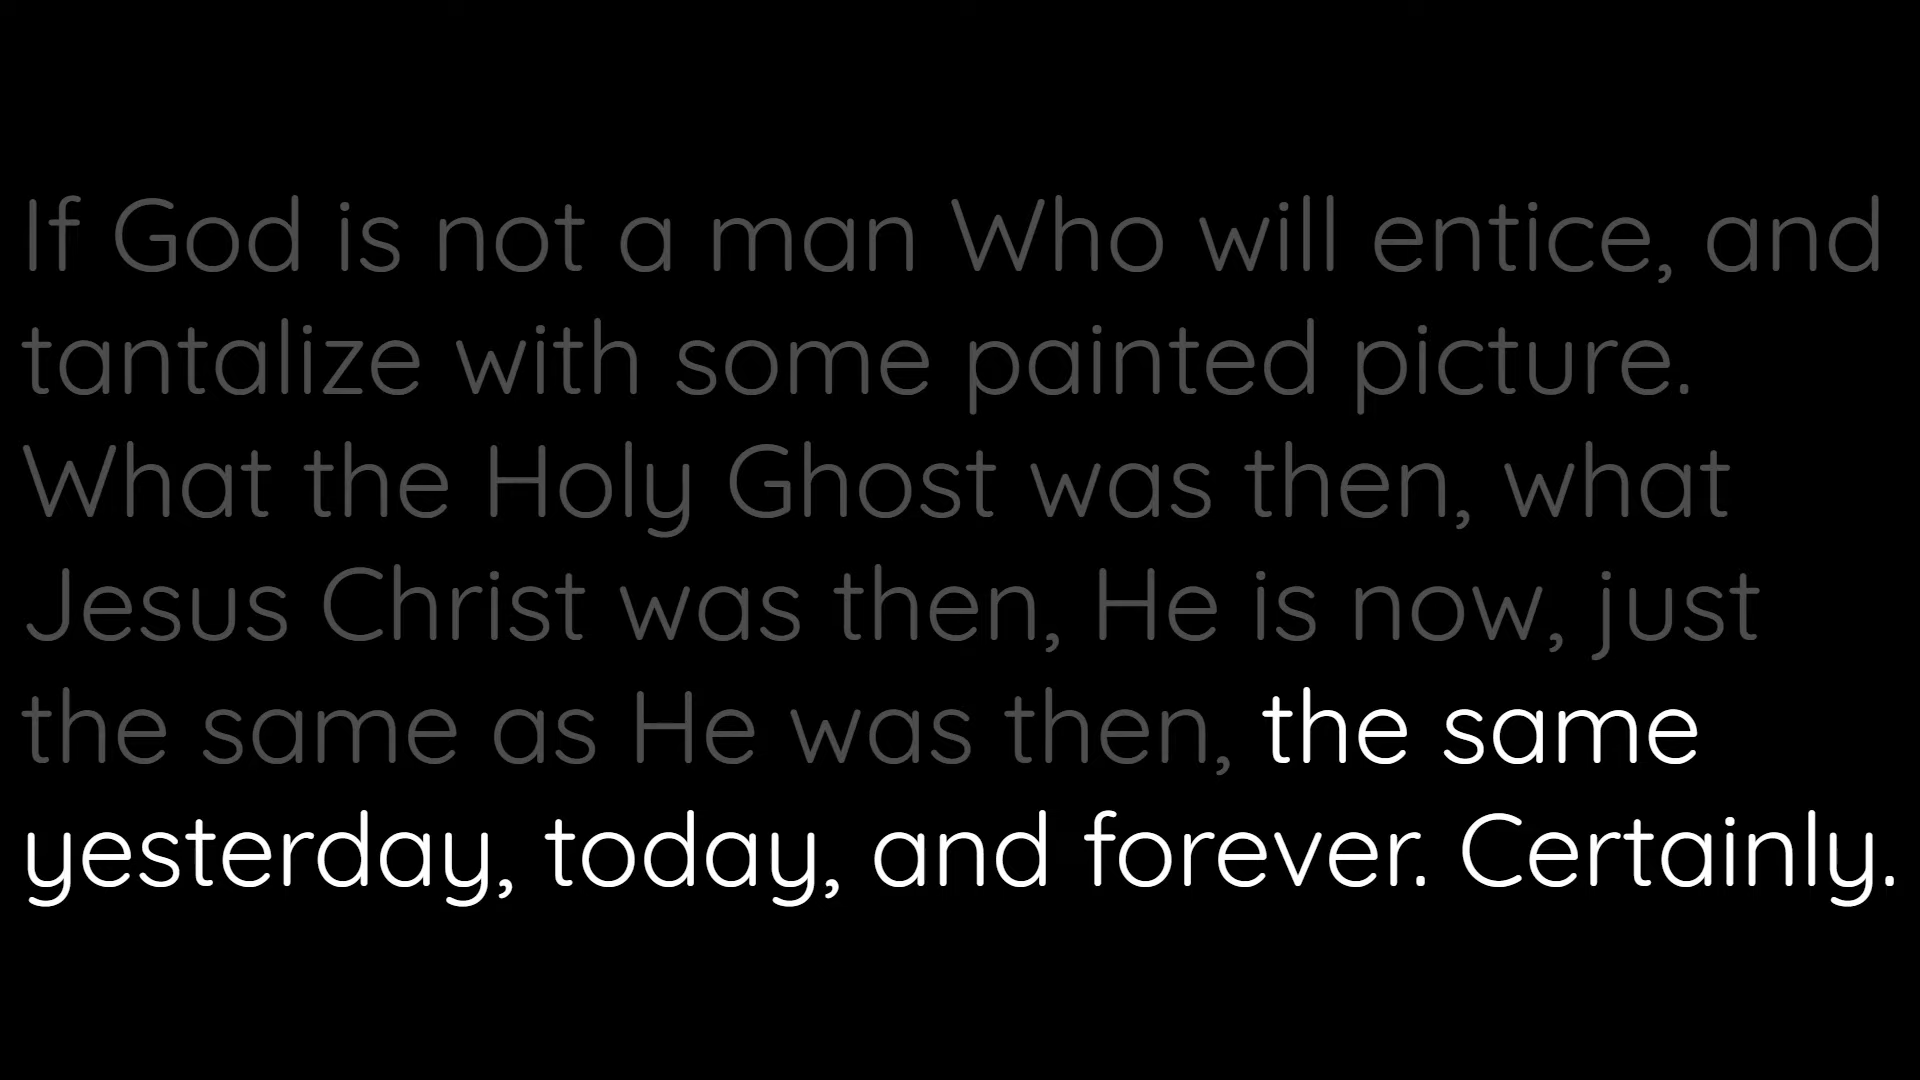 If God is not a man Who will entice, and
tantalize with some painted picture.
What the Holy Ghost was then, what
Jesus Christ was then, He is now, just
the same as He was then, the same
yesterday, today, and forever. Certainly.